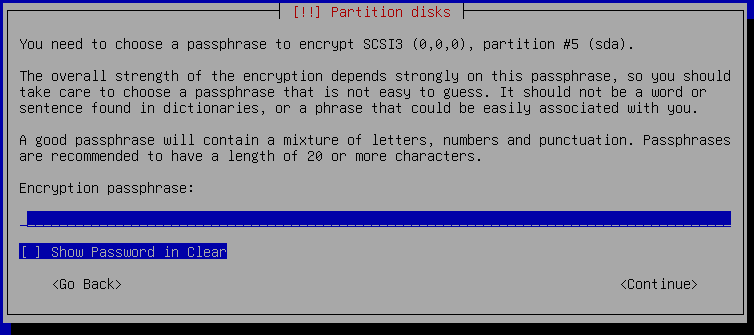 [!!] Partition disks
You need to choose a passphrase to encrypt SCSI3 (0,0,0), partition #5 (sda).
The overall strength of the encryption depends strongly on this passphrase, so you should
take care to choose a passphrase that is not easy to guess. It should not be a word or
sentence found in dictionaries, or a phrase that could be easily associated with you.
A good passphrase will contain a mixture of letters, numbers and punctuation. Passphrases
are recommended to have a length of 20 or more characters.
Encryption passphrase:
[ ] Show Password in Clear
<Go Back> <Continue>